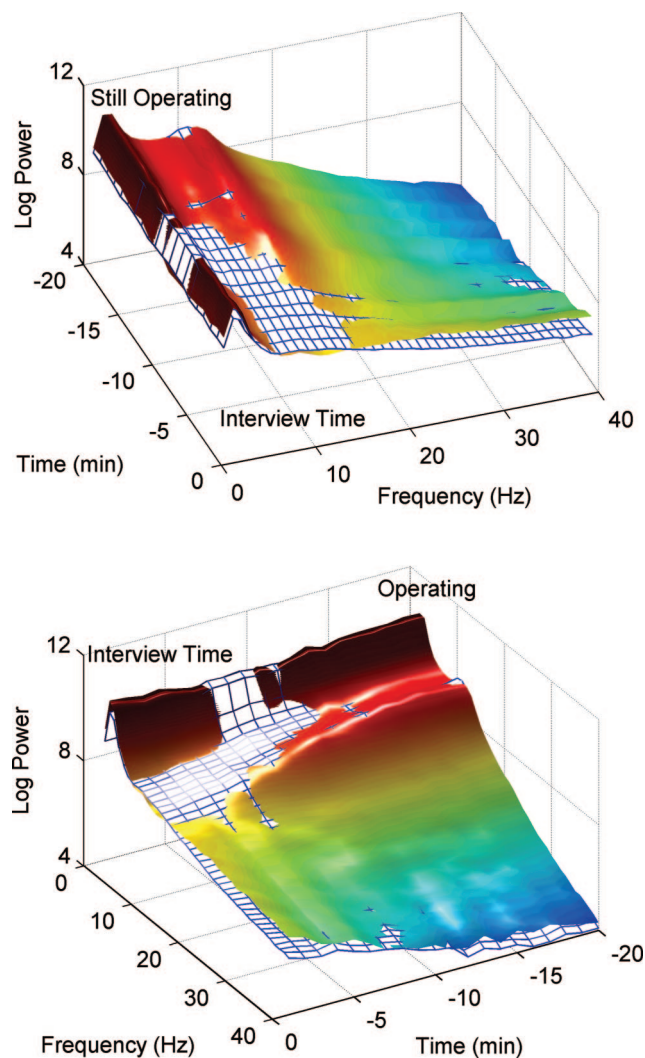 12
Still Operating
8
Log Power
4
-20
-15
-10
-5
0
Time (min)
Interview Time
0
10
20
30
40
Frequency (Hz)
Operating
12
Interview Time
8
Log Power
4
0
10
20
30
40
Frequency (Hz)
0
-5
-10
-15
-20
Time (min)